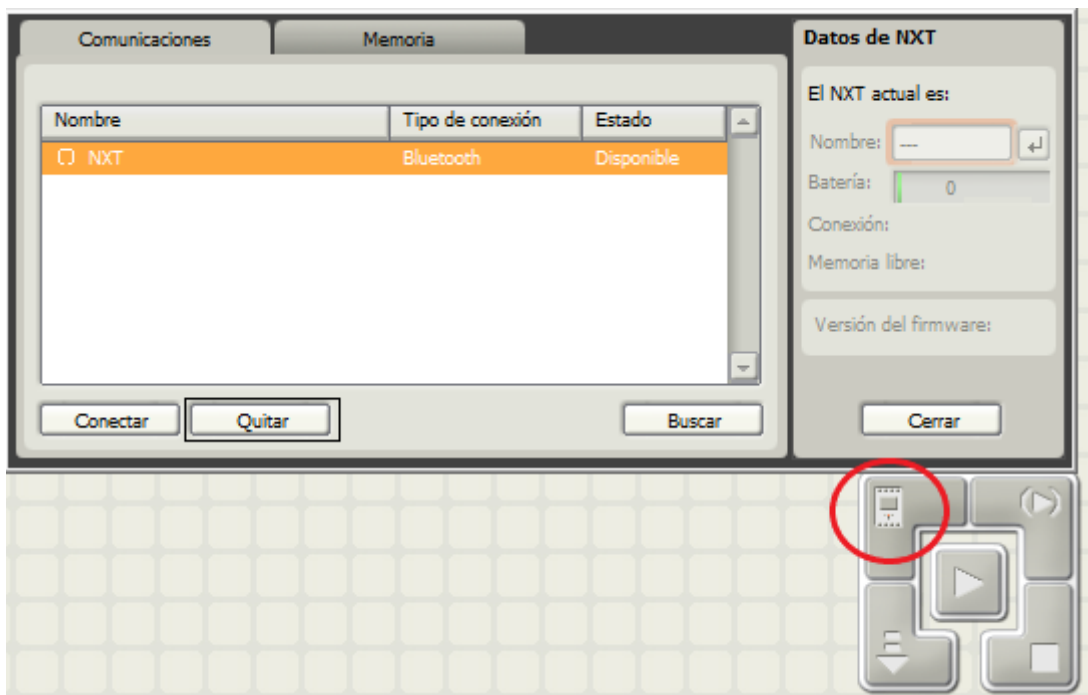 Comunicaciones
Memoria
Nombre
Tipo de conexión
Estado
NXT
Bluetooth
Disponible
Conectar
Quitar
Buscar
Datos de NXT
El NXT actual es:
Nombre: ---
Batería: 0
Conexión:
Memoria libre:
Versión del firmware:
Cerrar